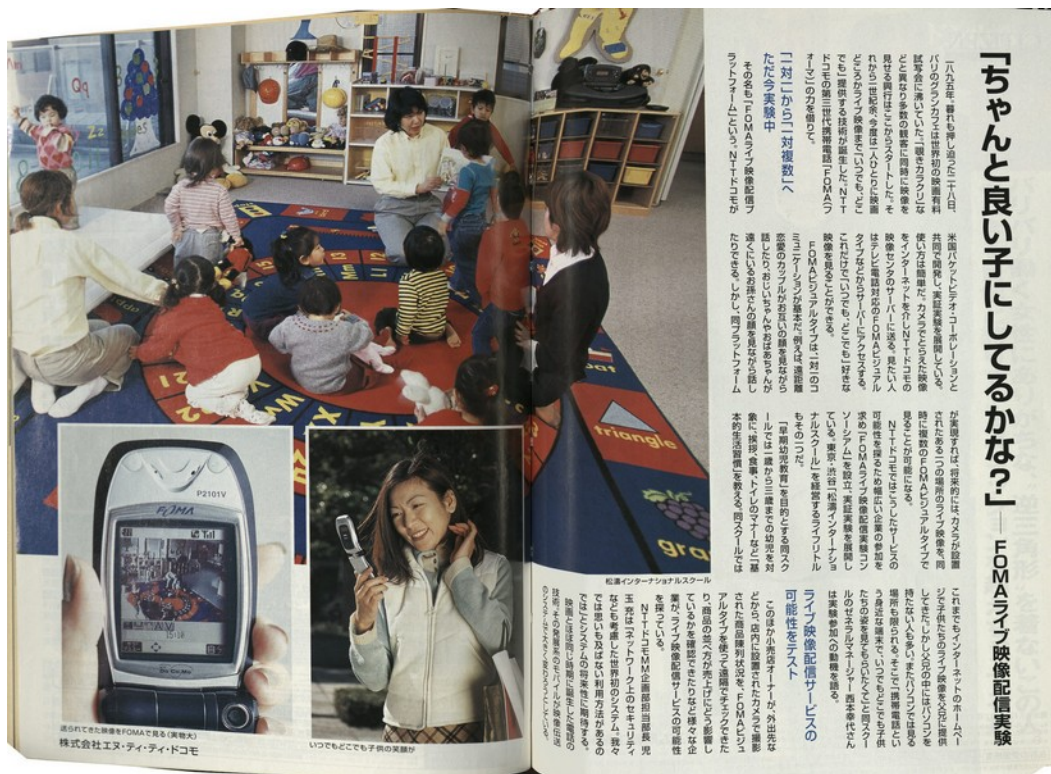 「ちゃんと良い子にしてるかな?」── FOMAライブ映像配信実験
一八九五年。暮れも押し迫った二十八日、
パリのグランカフェは世界初の映画有料
試写会に沸いていた。「覗きカラクリ」な
どと異なり多数の観客に同時に映像を
見せる興行はここからスタートした。そ
れから一世紀余、今度は一人ひとりに映画
どころかライブ映像まで「いつでも、どこ
でも」提供する技術が誕生した。NTT
ドコモの第三世代携帯電話「FOMA(フ
ォーマ)」の力を借りて。
「一対一」から「一対複数」へ
ただ今実験中
その名も「FOMAライブ映像配信プ
ラットフォーム」という。NTTドコモが
米国パケットビデオ・コーポレーションと
共同で開発し、実証実験を展開している。
使い方は簡単だ。カメラでとらえた映像
をインターネットを介しNTTドコモの
映像センタのサーバーに送る。見たい人
はテレビ電話対応のFOMAビジュアル
タイプなどからサーバーにアクセスする。
これだけで「いつでも、どこでも」好きな
映像を見ることができる。
FOMAビジュアルタイプは、一対一のコ
ミュニケーションが基本だ。例えば、遠距離
恋愛のカップルがお互いの顔を見ながら
話したり、おじいちゃんやおばあちゃんが
遠くにいるお孫さんの顔を見ながら話し
たりできる。しかし、同プラットフォーム
が実現すれば、将来的には、カメラが設置
されたある一つの場所のライブ映像を、同
時に複数のFOMAビジュアルタイプで
見ることが可能になる。
NTTドコモではこうしたサービスの
可能性を探るため幅広い企業の参加を
求め「FOMAライブ映像配信実験コン
ソーシアム」を設立、実証実験を展開し
ている。東京・渋谷「松濤インターナショ
ナルスクール」を経営するライフリトル
もその一つだ。
「早期幼児教育」を目的とする同スク
ールでは一歳から三歳までの幼児を対
象に、挨拶、食事、トイレのマナーなど「基
本的生活習慣」を教える。同スクールでは
これまでもインターネットのホームペー
ジで子供たちのライブ映像を父兄に提供
してきた。しかし父兄の中にはパソコンを
持たない人も多い。またパソコンでは見る
場所も限られる。そこで「携帯電話とい
う身近な端末で、いつでもどこでも子供
たちの姿を見てもらいたくて」と同スクー
ルのゼネラルマネージャー西本幸代さん
は実験参加への動機を語る。
ライブ映像配信サービスの
可能性をテスト
このほか小売店オーナーが、外出先な
どから、店内に設置されたカメラで撮影
された商品陳列状況を、FOMAビジュ
アルタイプを使って遠隔でチェックできた
り、商品の並べ方が売上げにどう影響し
ているかを確認できたりなど様々な企
業が、ライブ映像配信サービスの可能性
を探っている。
NTTドコモMM企画部担当部長、児
玉 充は「ネットワーク上のセキュリティ
なども考慮した世界初のシステム。我々
では思いも及ばない利用方法があるの
では」とシステムの将来性に期待する。
映画とほぼ同じ時期に誕生した電話の
技術、その発展系のモバイルが映像伝送
松濤インターナショナルスクール
Qq
Zz
Mm
Ll
12
21
Ww
X
triangle
P2101V
FOMA
DoCoMo
送られてきた映像をFOMAで見る(実物大)
株式会社エヌ・ティ・ティ・ドコモ
いつでもどこでも子供の笑顔が